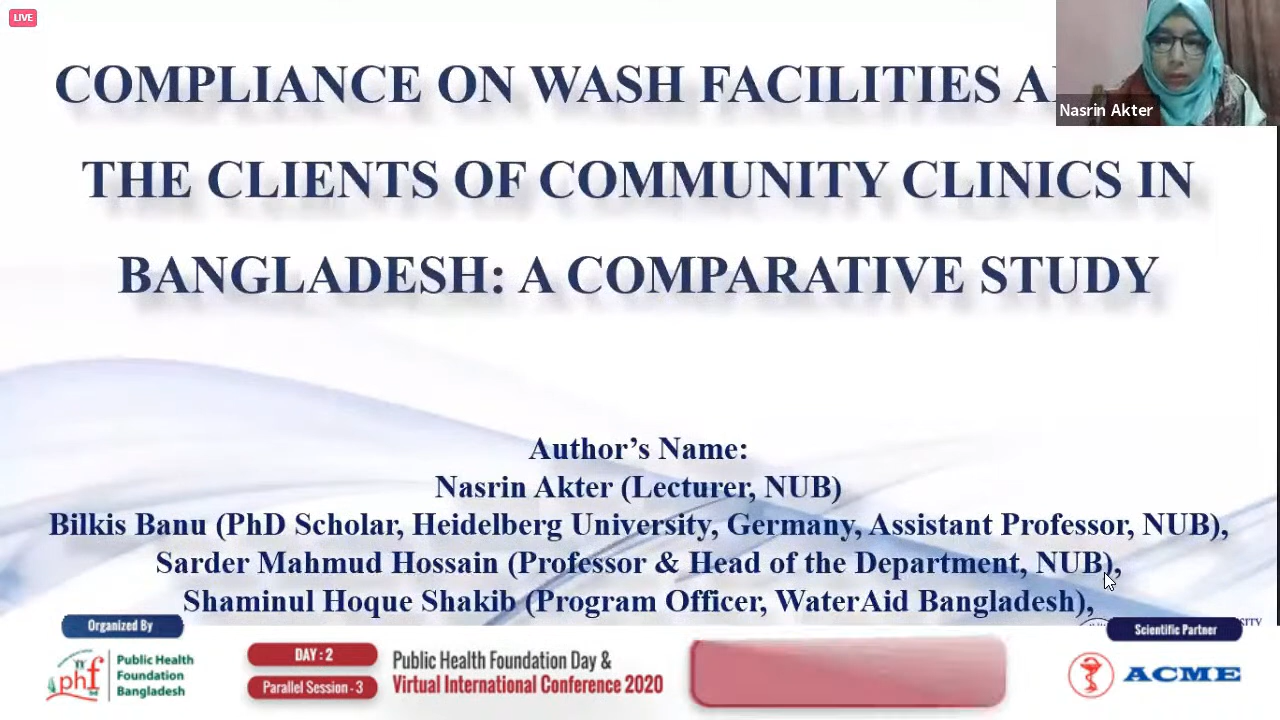 LIVE
COMPLIANCE ON WASH FACILITIES A
Nasrin Akter
THE CLIENTS OF COMMUNITY CLINICS IN
BANGLADESH: A COMPARATIVE STUDY
Author's Name:
Nasrin Akter (Lecturer, NUB)
Bilkis Banu (PhD Scholar, Heidelberg University, Germany, Assistant Professor, NUB),
Sarder Mahmud Hossain (Professor & Head of the Department, NUB),
Shaminul Hoque Shakib (Program Officer, WaterAid Bangladesh),
Organized By
phf
Public Health
Foundation
Bangladesh
DAY : 2
Parallel Session - 3
Public Health Foundation Day &
Virtual International Conference 2020
Scientific Partner
ACME